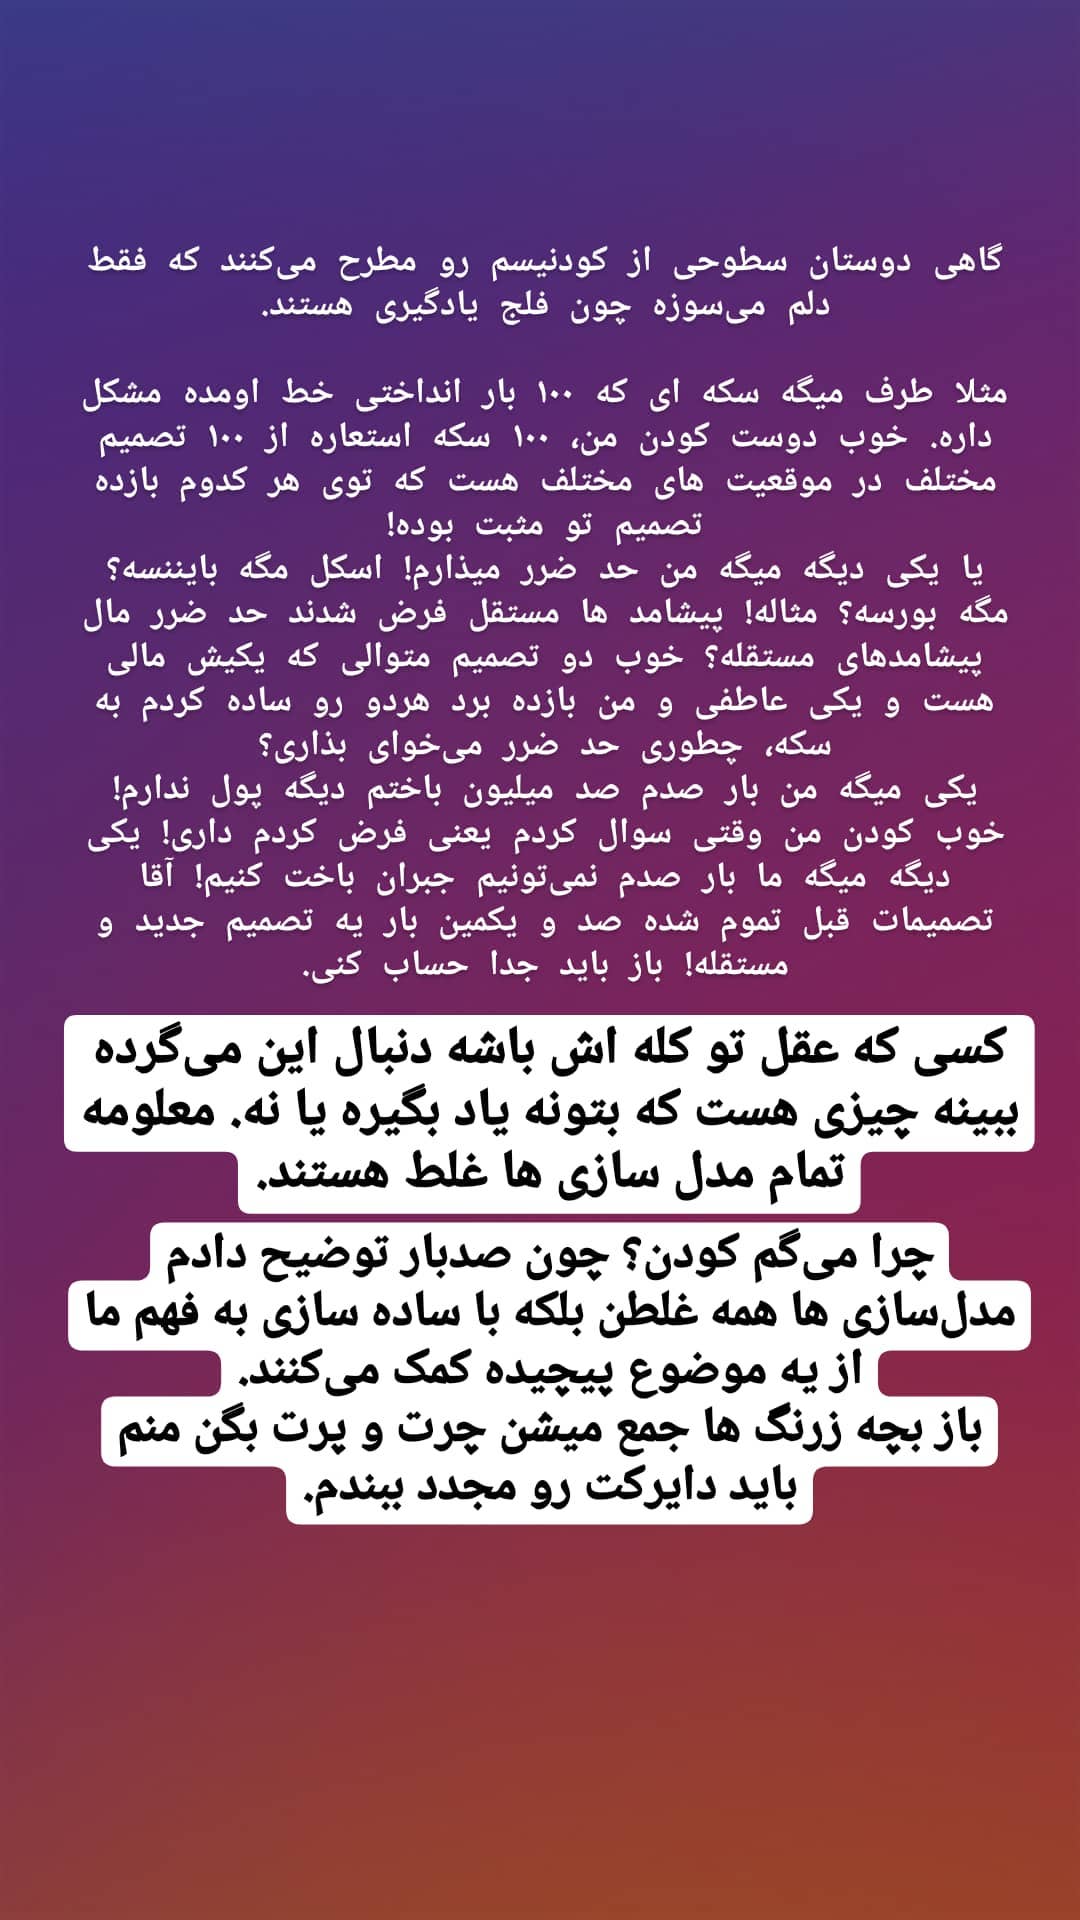 گاهی دوستان سطوحی از کودنیسم رو مطرح می‌کنند که فقط
دلم می‌سوزه چون فلج یادگیری هستند.
مثلا طرف میگه سکه ای که ۱۰۰ بار انداختی خط اومده مشکل
داره. خوب دوست کودن من، ۱۰۰ سکه استعاره از ۱۰۰ تصمیم
مختلف در موقعیت های مختلف هست که توی هر کدوم بازده
تصمیم تو مثبت بوده!
یا یکی دیگه میگه من حد ضرر میذارم! اسکل مگه بایننسه؟
مگه بورسه؟ مثاله! پیشامد ها مستقل فرض شدند حد ضرر مال
پیشامدهای مستقله؟ خوب دو تصمیم متوالی که یکیش مالی
هست و یکی عاطفی و من بازده برد هردو رو ساده کردم به
سکه، چطوری حد ضرر می‌خوای بذاری؟
یکی میگه من بار صدم صد میلیون باختم دیگه پول ندارم!
خوب کودن من وقتی سوال کردم یعنی فرض کردم داری! یکی
دیگه میگه ما بار صدم نمی‌تونیم جبران باخت کنیم! آقا
تصمیمات قبل تموم شده صد و یکمین بار یه تصمیم جدید و
مستقله! باز باید جدا حساب کنی.
کسی که عقل تو کله اش باشه دنبال این می‌گرده
ببینه چیزی هست که بتونه یاد بگیره یا نه. معلومه
تمام مدل سازی ها غلط هستند.
چرا می‌گم کودن؟ چون صدبار توضیح دادم
مدل‌سازی ها همه غلطن بلکه با ساده سازی به فهم ما
از یه موضوع پیچیده کمک می‌کنند.
باز بچه زرنگ ها جمع میشن چرت و پرت بگن منم
باید دایرکت رو مجدد ببندم.